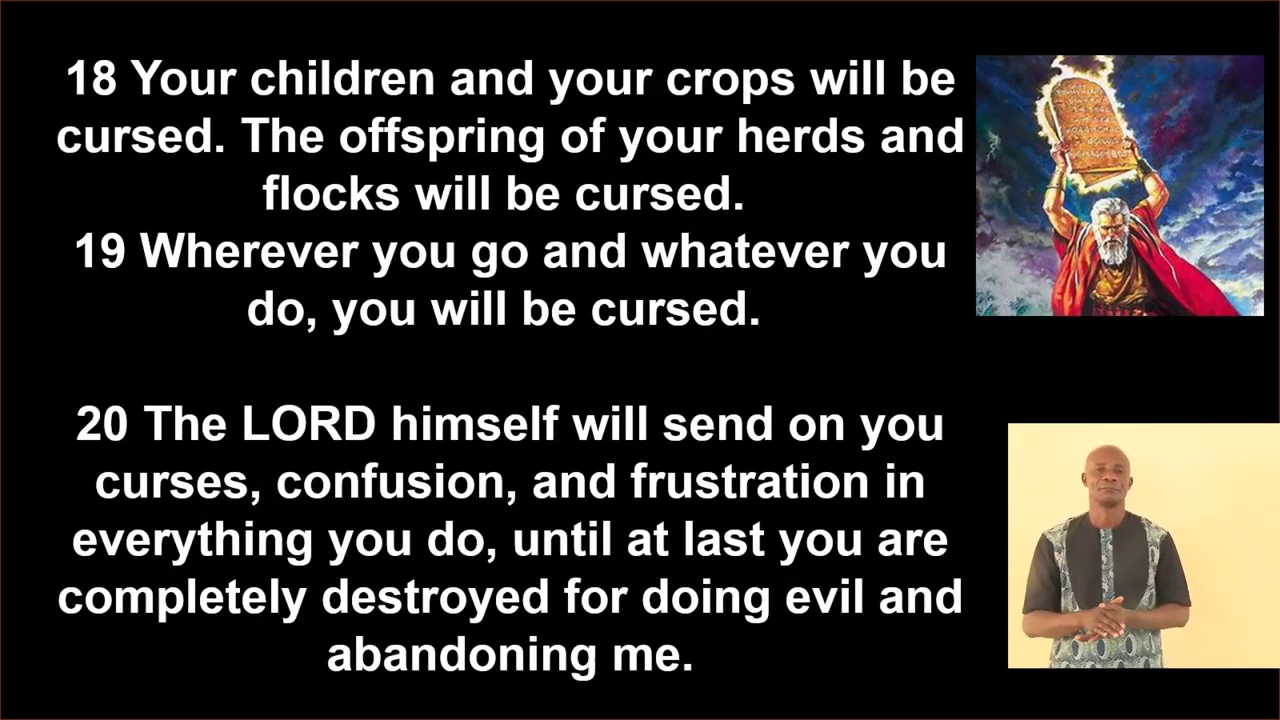 18 Your children and your crops will be
cursed. The offspring of your herds and
flocks will be cursed.
19 Wherever you go and whatever you
do, you will be cursed.
20 The LORD himself will send on you
curses, confusion, and frustration in
everything you do, until at last you are
completely destroyed for doing evil and
abandoning me.